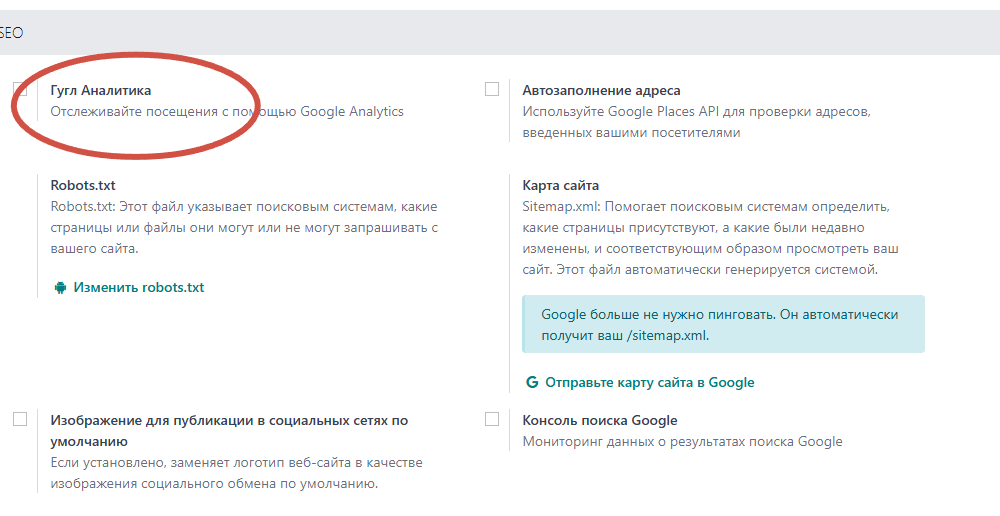 SEO
Гугл Аналитика
Отслеживайте посещения с помощью Google Analytics
Автозаполнение адреса
Используйте Google Places API для проверки адресов,
введенных вашими посетителями
Robots.txt
Robots.txt: Этот файл указывает поисковым системам, какие
страницы или файлы они могут или не могут запрашивать с
вашего сайта.
Изменить robots.txt
Карта сайта
Sitemap.xml: Помогает поисковым системам определить,
какие страницы присутствуют, а какие были недавно
изменены, и соответствующим образом просмотреть ваш
сайт. Этот файл автоматически генерируется системой.
Google больше не нужно пинговать. Он автоматически
получит ваш /sitemap.xml.
Отправьте карту сайта в Google
Изображение для публикации в социальных сетях по
умолчанию
Если установлено, заменяет логотип веб-сайта в качестве
изображения социального обмена по умолчанию.
Консоль поиска Google
Мониторинг данных о результатах поиска Google